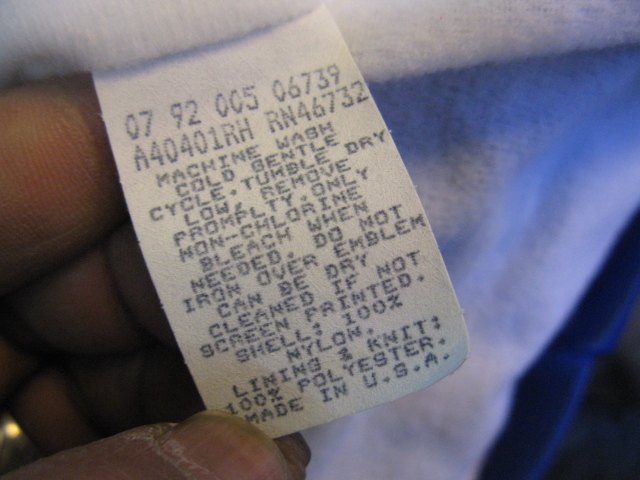 07 92 005 06739
A40401RH RN46732
MACHINE WASH
COLD GENTLE
CYCLE. TUMBLE DRY
LOW, REMOVE
PROMPLTY. ONLY
NON-CHLORINE
BLEACH WHEN
NEEDED. DO NOT
IRON OVER EMBLEM
CAN BE DRY
CLEANED IF NOT
SCREEN PRINTED.
SHELL: 100%
NYLON.
LINING & KNIT:
100% POLYESTER.
MADE IN U.S.A.